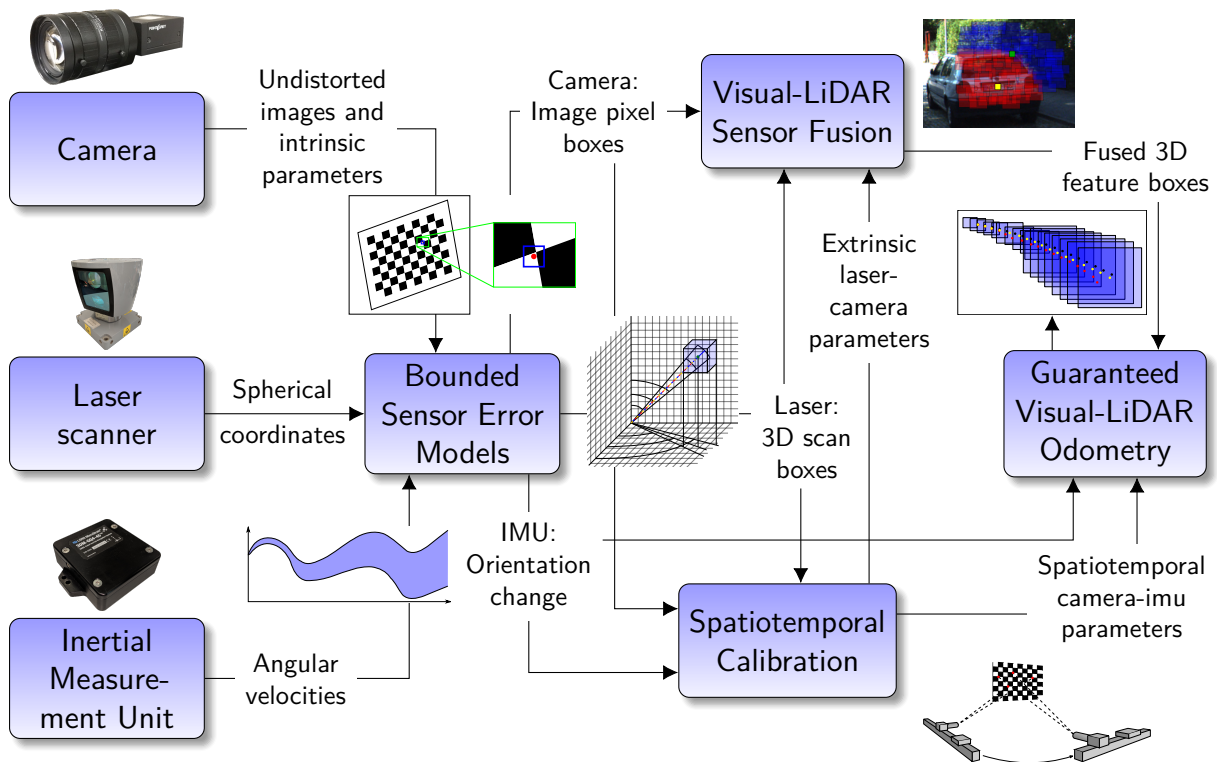 Camera
Undistorted
images and
intrinsic
parameters
Camera:
Image pixel
boxes
Visual-LiDAR
Sensor Fusion
Fused 3D
feature boxes
Extrinsic
laser-
camera
parameters
Laser
scanner
Spherical
coordinates
Bounded
Sensor Error
Models
Laser:
3D scan
boxes
Guaranteed
Visual-LiDAR
Odometry
IMU:
Orientation
change
Inertial
Measure-
ment Unit
Angular
velocities
Spatiotemporal
Calibration
Spatiotemporal
camera-imu
parameters